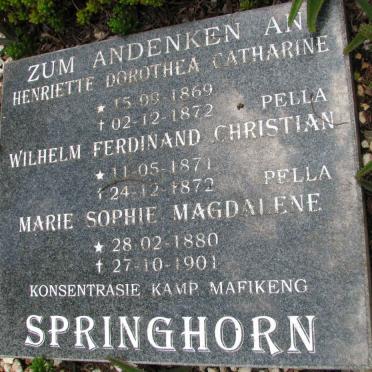 ZUM ANDENKEN AN
HENRIETTE DOROTHEA CATHARINE
★ 15-09-1869
† 02-12-1872 PELLA
WILHELM FERDINAND CHRISTIAN
★ 11-05-1871
† 24-12-1872 PELLA
MARIE SOPHIE MAGDALENE
★ 28-02-1880
† 27-10-1901
KONSENTRASIE KAMP MAFIKENG
SPRINGHORN